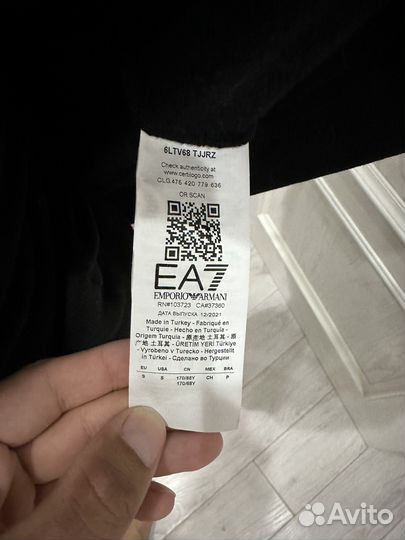 6LTV68 TJJRZ
Check authenticity at
www.certilogo.com
CLG 476 420 779 636
OR SCAN
EA7
EMPORIO ARMANI
RN#103723 CA#37360
ДАТА ВЫПУСКА 12/2021
Made in Turkey - Fabriqué en
Turquie - Hecho en Turquía -
Origem Turquia - 原産地 土耳其 - 原
产地 土耳其 - ÜRETİM YERİ Türkiye
- Vyrobeno v Turecko - Hergestellt
in Türkei - Сделано во Турции
EU USA CN MEX BRA
S S 170/88Y CH P
170/68Y
Avito